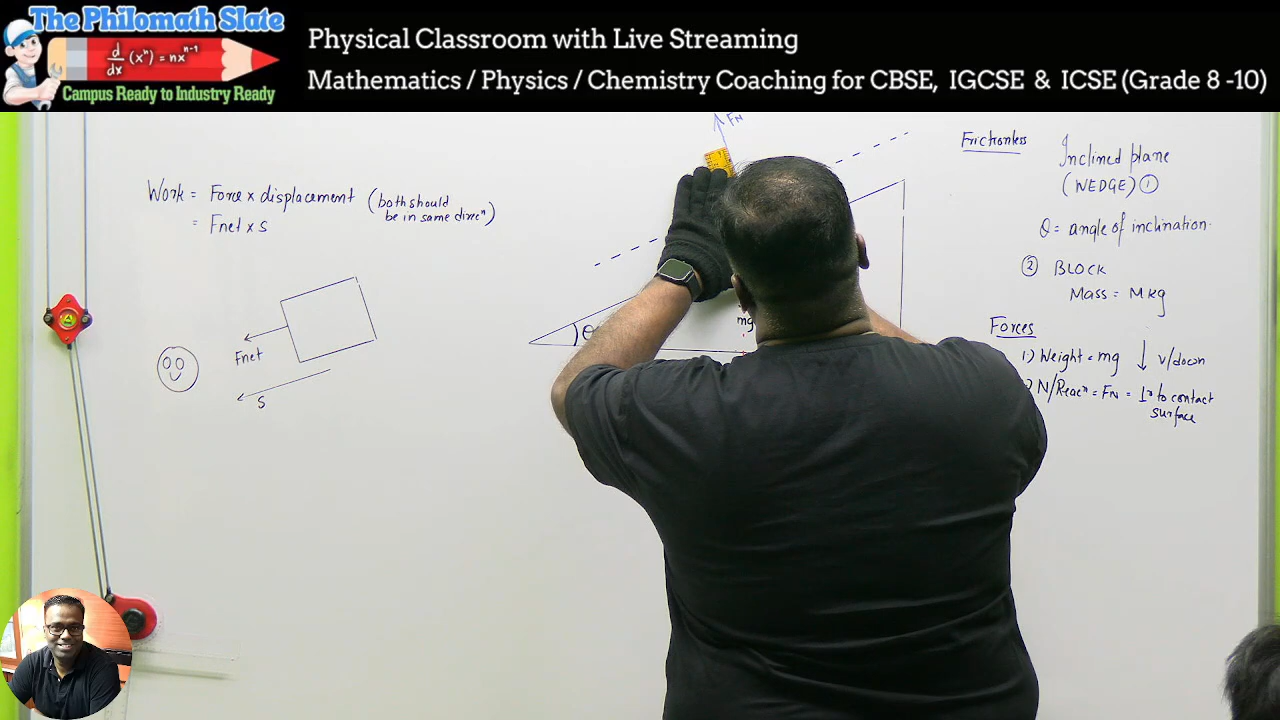 The Philomath Slate
d/dx (xⁿ) = nxⁿ⁻¹
Campus Ready to Industry Ready
Physical Classroom with Live Streaming
Mathematics / Physics / Chemistry Coaching for CBSE, IGCSE & ICSE (Grade 8 -10)
Work = Force x displacement (both should
be in same direcⁿ)
= Fnet x s
Fnet
s
FN
θ
mg
Frictionless
Inclined plane
(WEDGE) ①
θ = angle of inclination.
② BLOCK
Mass = M kg
Forces
1) Weight = mg ↓ v/down
) N/Reacⁿ = FN = ⊥r to contact
surface